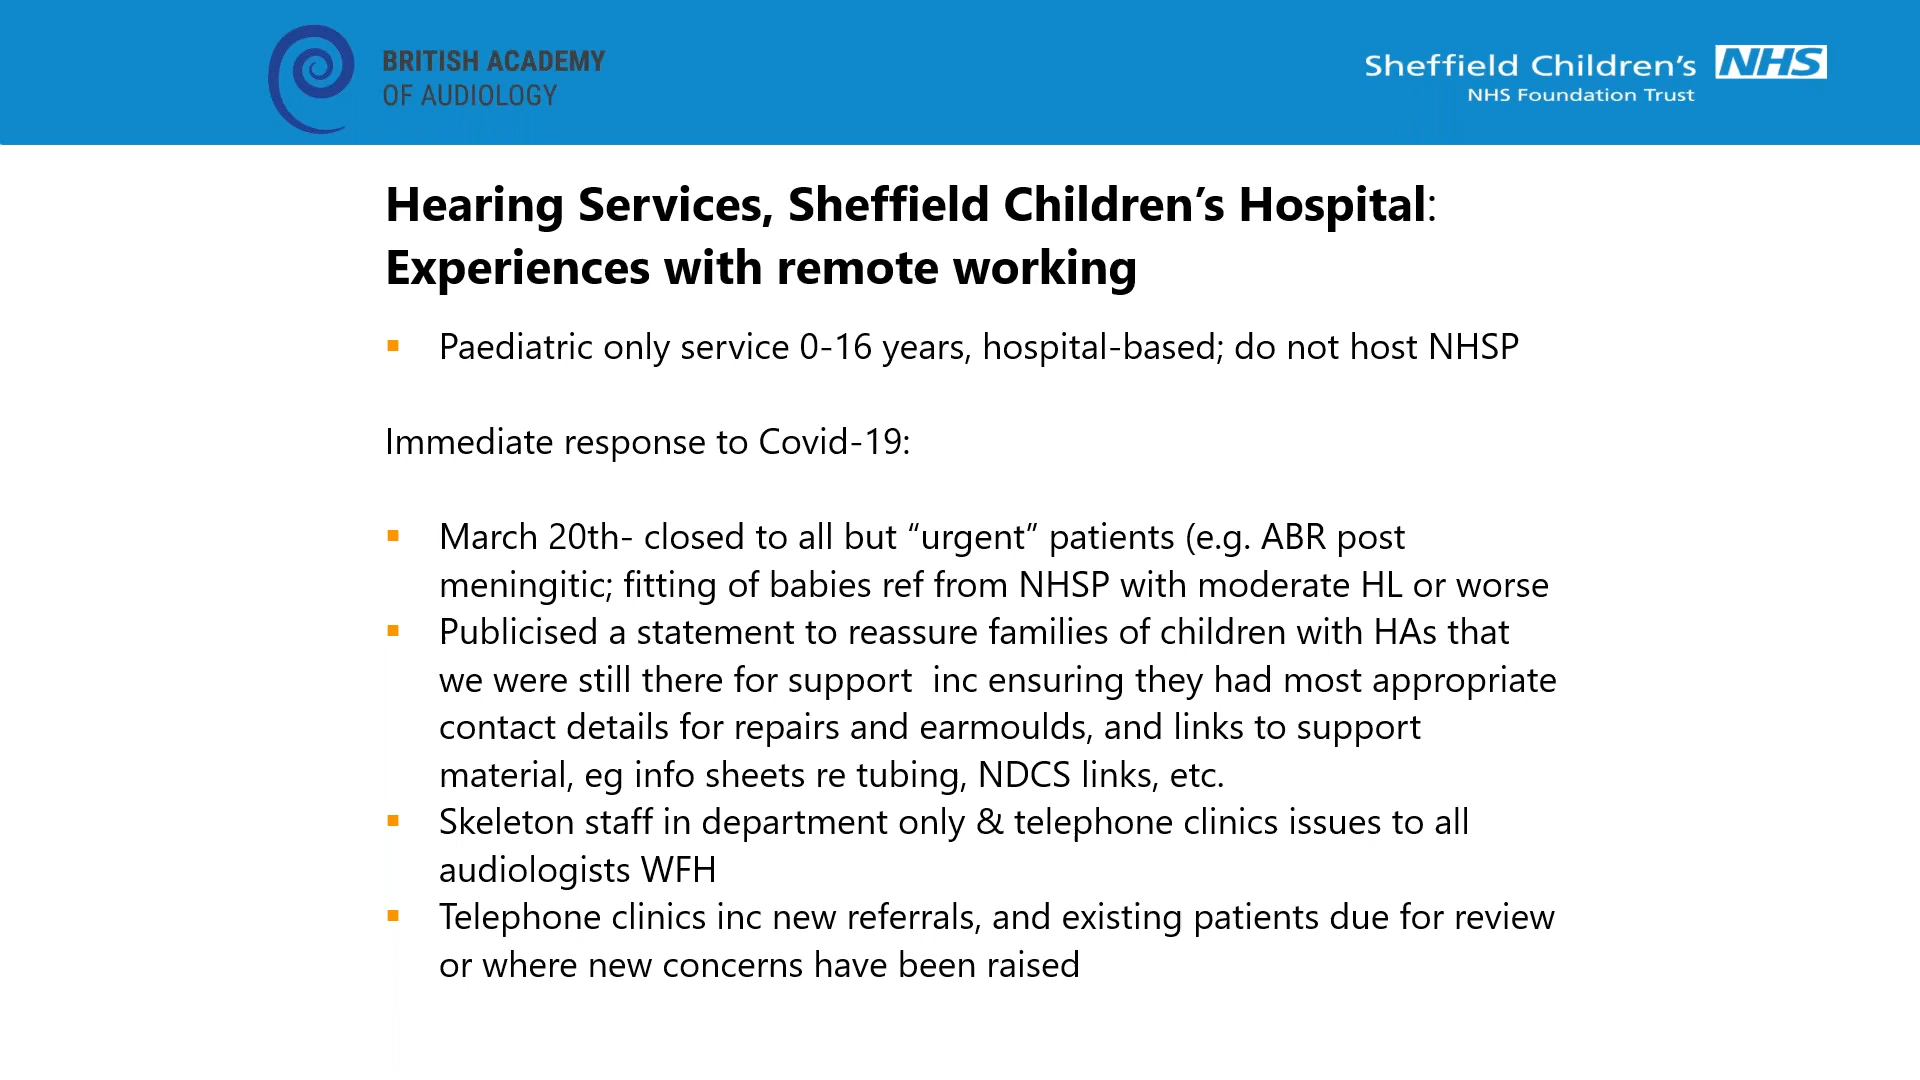 BRITISH ACADEMY
OF AUDIOLOGY
Sheffield Children's NHS
NHS Foundation Trust
Hearing Services, Sheffield Children’s Hospital:
Experiences with remote working
▪ Paediatric only service 0-16 years, hospital-based; do not host NHSP
Immediate response to Covid-19:
▪ March 20th- closed to all but “urgent” patients (e.g. ABR post
meningitic; fitting of babies ref from NHSP with moderate HL or worse
▪ Publicised a statement to reassure families of children with HAs that
we were still there for support  inc ensuring they had most appropriate
contact details for repairs and earmoulds, and links to support
material, eg info sheets re tubing, NDCS links, etc.
▪ Skeleton staff in department only & telephone clinics issues to all
audiologists WFH
▪ Telephone clinics inc new referrals, and existing patients due for review
or where new concerns have been raised